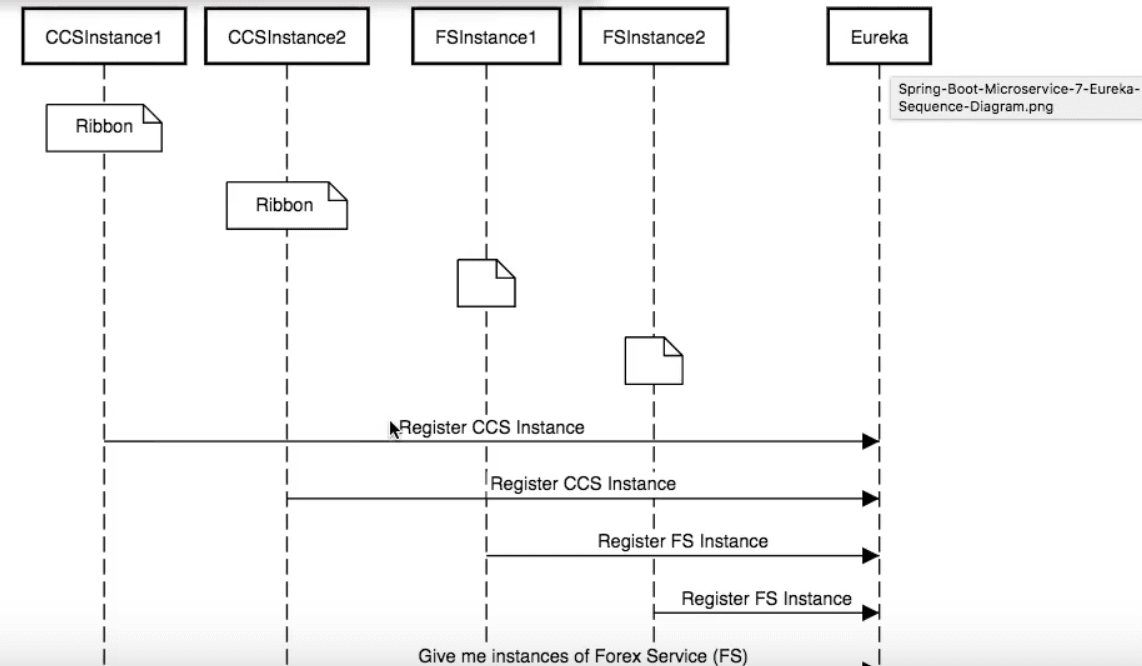 CCSInstance1
CCSInstance2
FSInstance1
FSInstance2
Eureka
Spring-Boot-Microservice-7-Eureka-
Sequence-Diagram.png
Ribbon
Ribbon
Register CCS Instance
Register CCS Instance
Register FS Instance
Register FS Instance
Give me instances of Forex Service (FS)